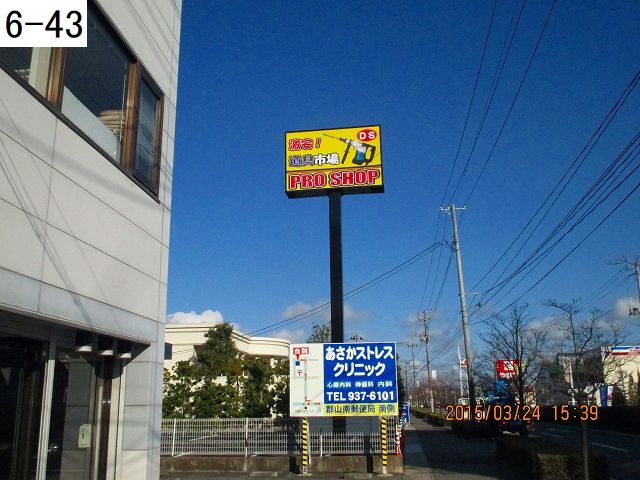 6-43
激安!
DS
道具市場
PRO SHOP
あさかストレス
クリニック
心療内科 神経科 内科
TEL 937-6101
郡山南郵便局 南側
2015/03/24 15:39